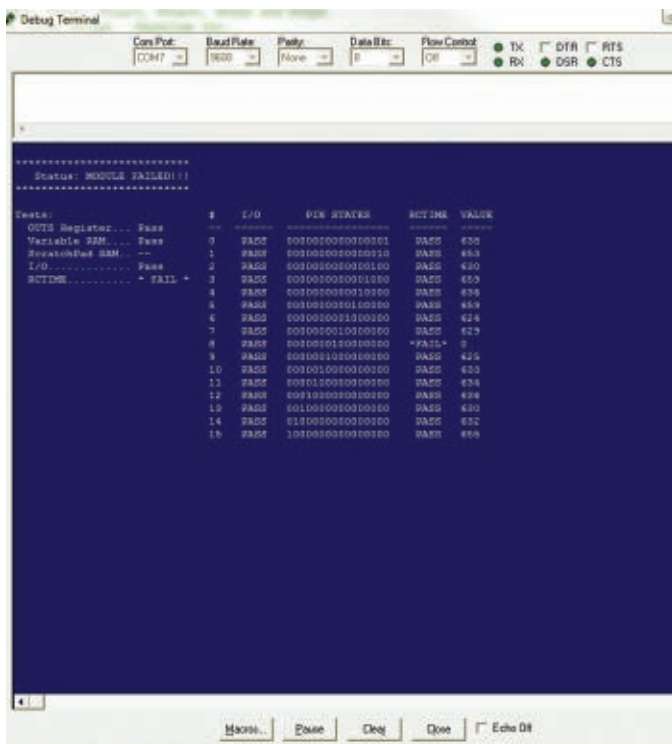 Debug Terminal
Com Port: Baud Rate: Parity: Data Bits: Flow Control: TX DTR RTS
COM7 9600 None 8 Off RX DSR CTS
***************************
Status: MODULE FAILED!!!
***************************
Tests: # I/O PIN STATES RCTIME VALUE
OUTS Register... Pass -- ------ ---------------- ------ -----
Variable RAM.... Pass 0 PASS 0000000000000001 PASS
ScratchPad RAM.. -- 1 PASS 0000000000000010 PASS
I/O............. Pass 2 PASS 0000000000000100 PASS
RCTIME.......... * FAIL * 3 PASS 0000000000001000 PASS
4 PASS 0000000000010000 PASS
5 PASS 0000000000100000 PASS
6 PASS 0000000001000000 PASS
7 PASS 0000000010000000 PASS 629
8 PASS 0000000100000000 *FAIL* 0
9 PASS 0000001000000000 PASS 625
10 PASS 0000010000000000 PASS
11 PASS 0000100000000000 PASS 634
12 PASS 0001000000000000 PASS
13 PASS 0010000000000000 PASS
14 PASS 0100000000000000 PASS 632
15 PASS 1000000000000000 PASS
Macros... Pause Clear Close Echo Off